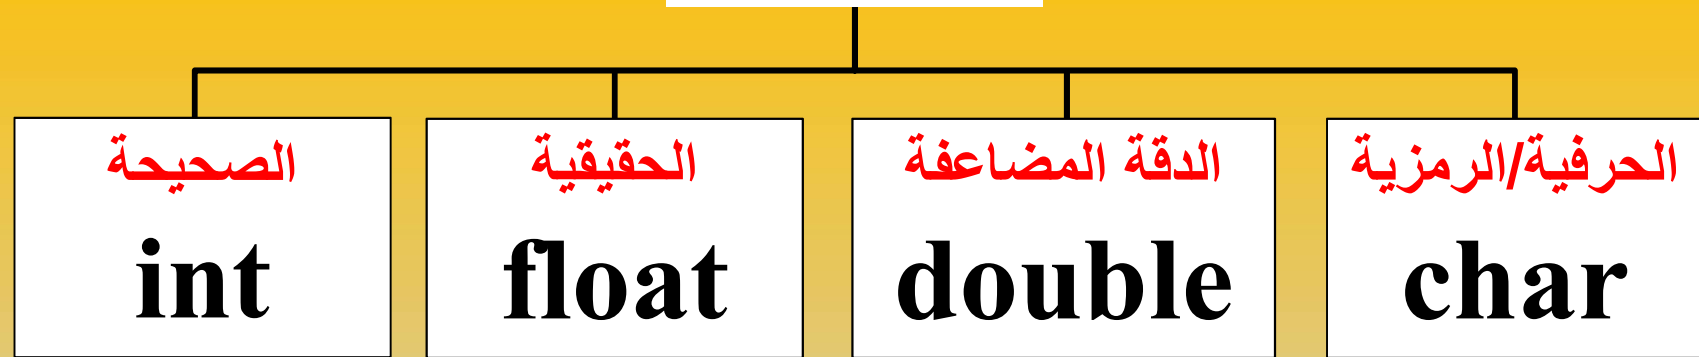 الصحيحة
int
الحقيقية
float
الدقة المضاعفة
double
الحرفية/الرمزية
char